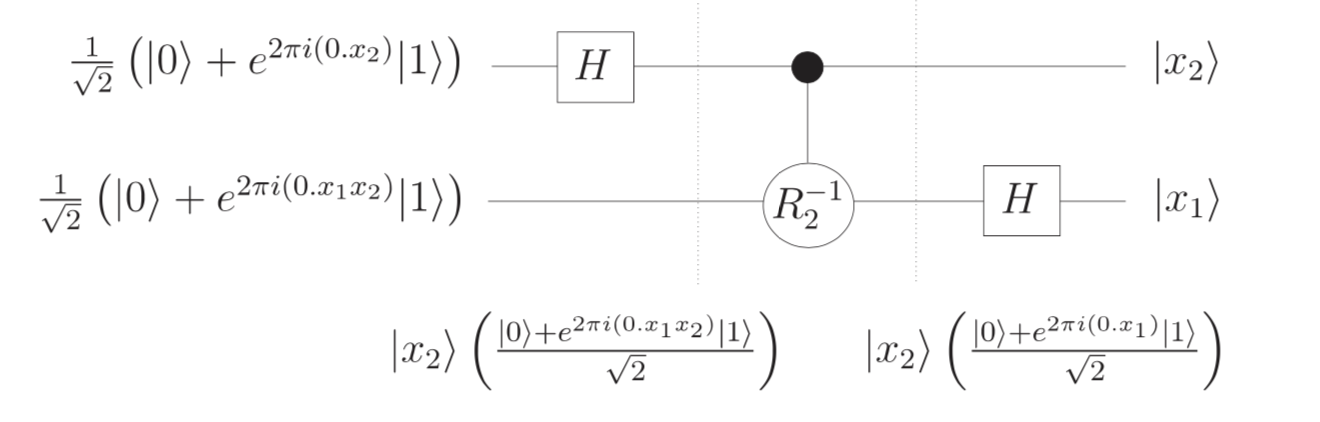 $\frac{1}{\sqrt{2}}\left(|0\rangle + e^{2\pi i(0.x_2)}|1\rangle\right)$ $H$ $|x_2\rangle$
$\frac{1}{\sqrt{2}}\left(|0\rangle + e^{2\pi i(0.x_1x_2)}|1\rangle\right)$ $R_2^{-1}$ $H$ $|x_1\rangle$
$|x_2\rangle\left(\frac{|0\rangle+e^{2\pi i(0.x_1x_2)}|1\rangle}{\sqrt{2}}\right)$ $|x_2\rangle\left(\frac{|0\rangle+e^{2\pi i(0.x_1)}|1\rangle}{\sqrt{2}}\right)$